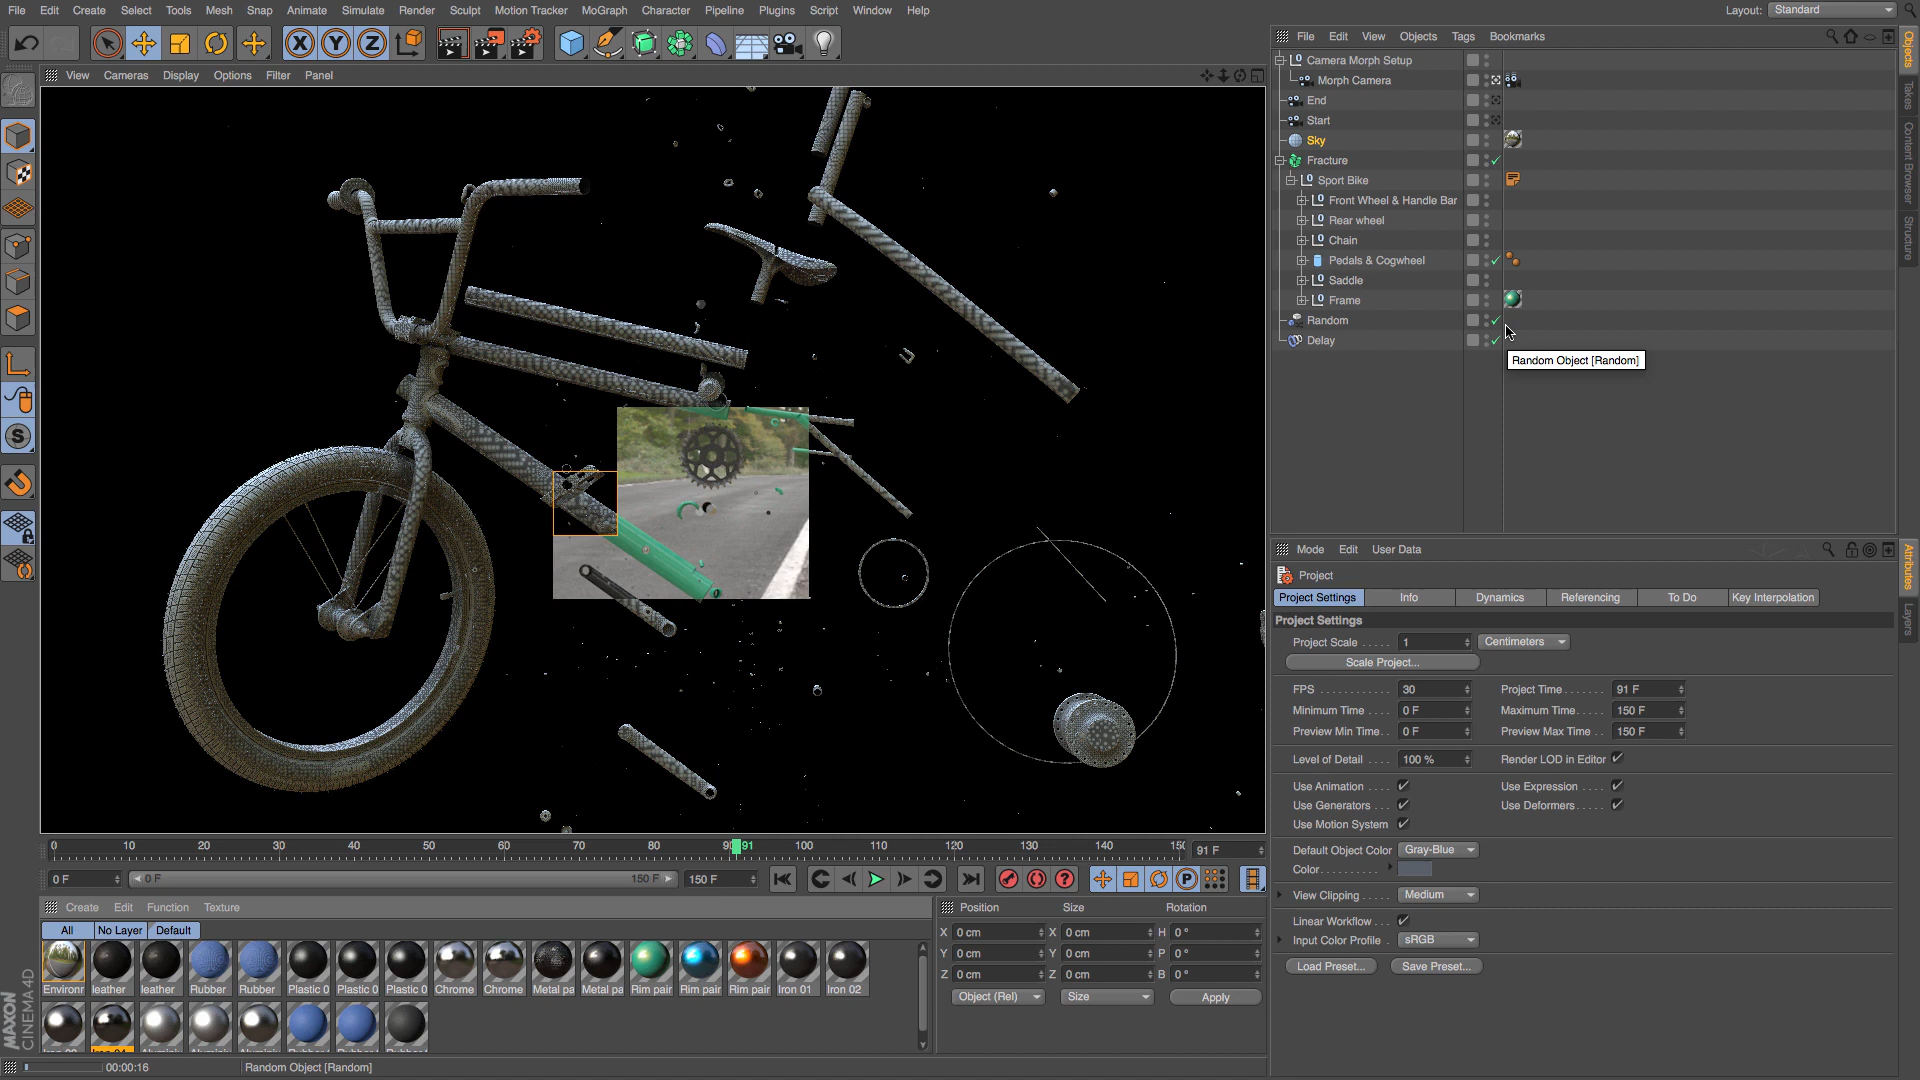 File Edit Create Select Tools Mesh Snap Animate Simulate Render Sculpt Motion Tracker MoGraph Character Pipeline Plugins Script Window Help
Layout: Standard
View Cameras Display Options Filter Panel
File Edit View Objects Tags Bookmarks
Camera Morph Setup
Morph Camera
End
Start
Sky
Fracture
Sport Bike
Front Wheel & Handle Bar
Rear wheel
Chain
Pedals & Cogwheel
Saddle
Frame
Random
Delay
Random Object [Random]
Objects
Takes
Content Browser
Structure
Mode Edit User Data
Project
Project Settings Info Dynamics Referencing To Do Key Interpolation
Project Settings
Project Scale 1 Centimeters
Scale Project...
FPS 30 Project Time 91 F
Minimum Time 0 F Maximum Time 150 F
Preview Min Time 0 F Preview Max Time 150 F
Level of Detail 100 % Render LOD in Editor
Use Animation Use Expression
Use Generators Use Deformers
Use Motion System
Default Object Color Gray-Blue
Color
View Clipping Medium
Linear Workflow
Input Color Profile sRGB
Load Preset... Save Preset...
Attributes
Layers
0 10 20 30 40 50 60 70 80 90 91 100 110 120 130 140 150 91 F
0 F 0 F 150 F 150 F
Create Edit Function Texture
All No Layer Default
Environr leather leather Rubber Rubber Plastic 0 Plastic 0 Plastic 0 Chrome Chrome Metal pa Metal pa Rim pair Rim pair Rim pair Iron 01 Iron 02
Position Size Rotation
X 0 cm X 0 cm H 0 °
Y 0 cm Y 0 cm P 0 °
Z 0 cm Z 0 cm B 0 °
Object (Rel) Size Apply
MAXON
CINEMA 4D
00:00:16 Random Object [Random]